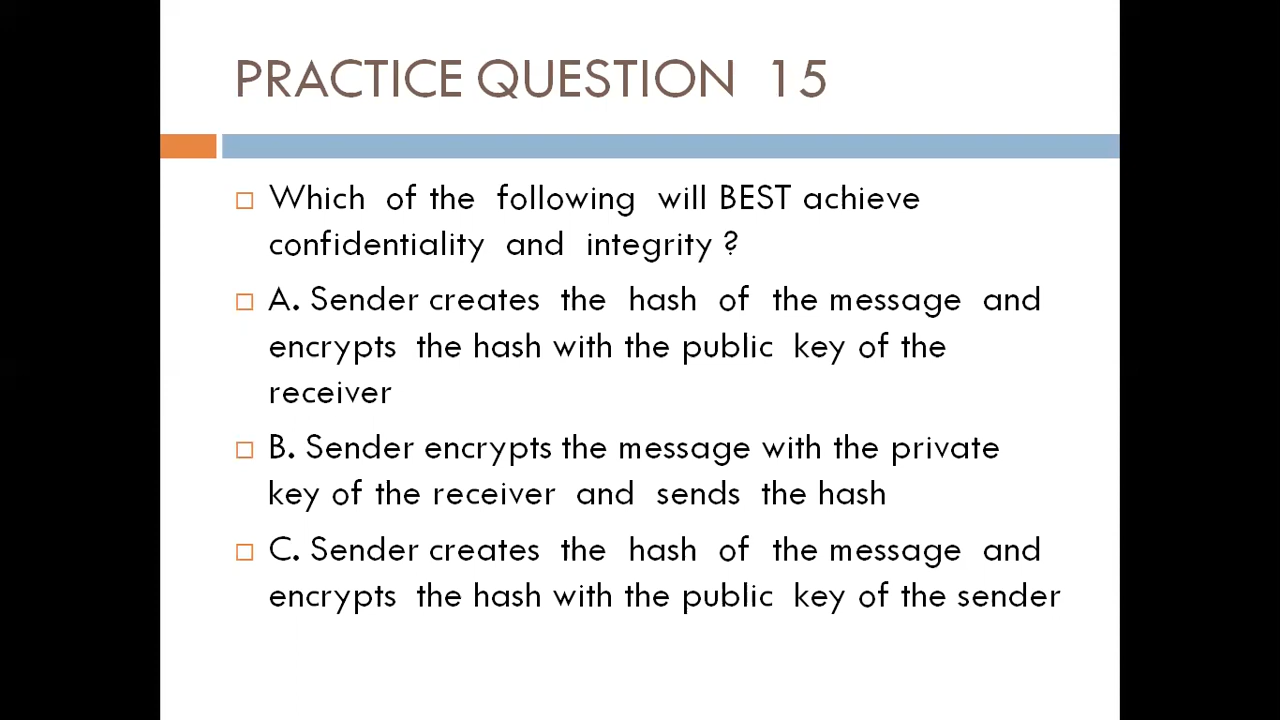 PRACTICE QUESTION 15
Which of the following will BEST achieve
confidentiality and integrity ?
A. Sender creates the hash of the message and
encrypts the hash with the public key of the
receiver
B. Sender encrypts the message with the private
key of the receiver and sends the hash
C. Sender creates the hash of the message and
encrypts the hash with the public key of the sender